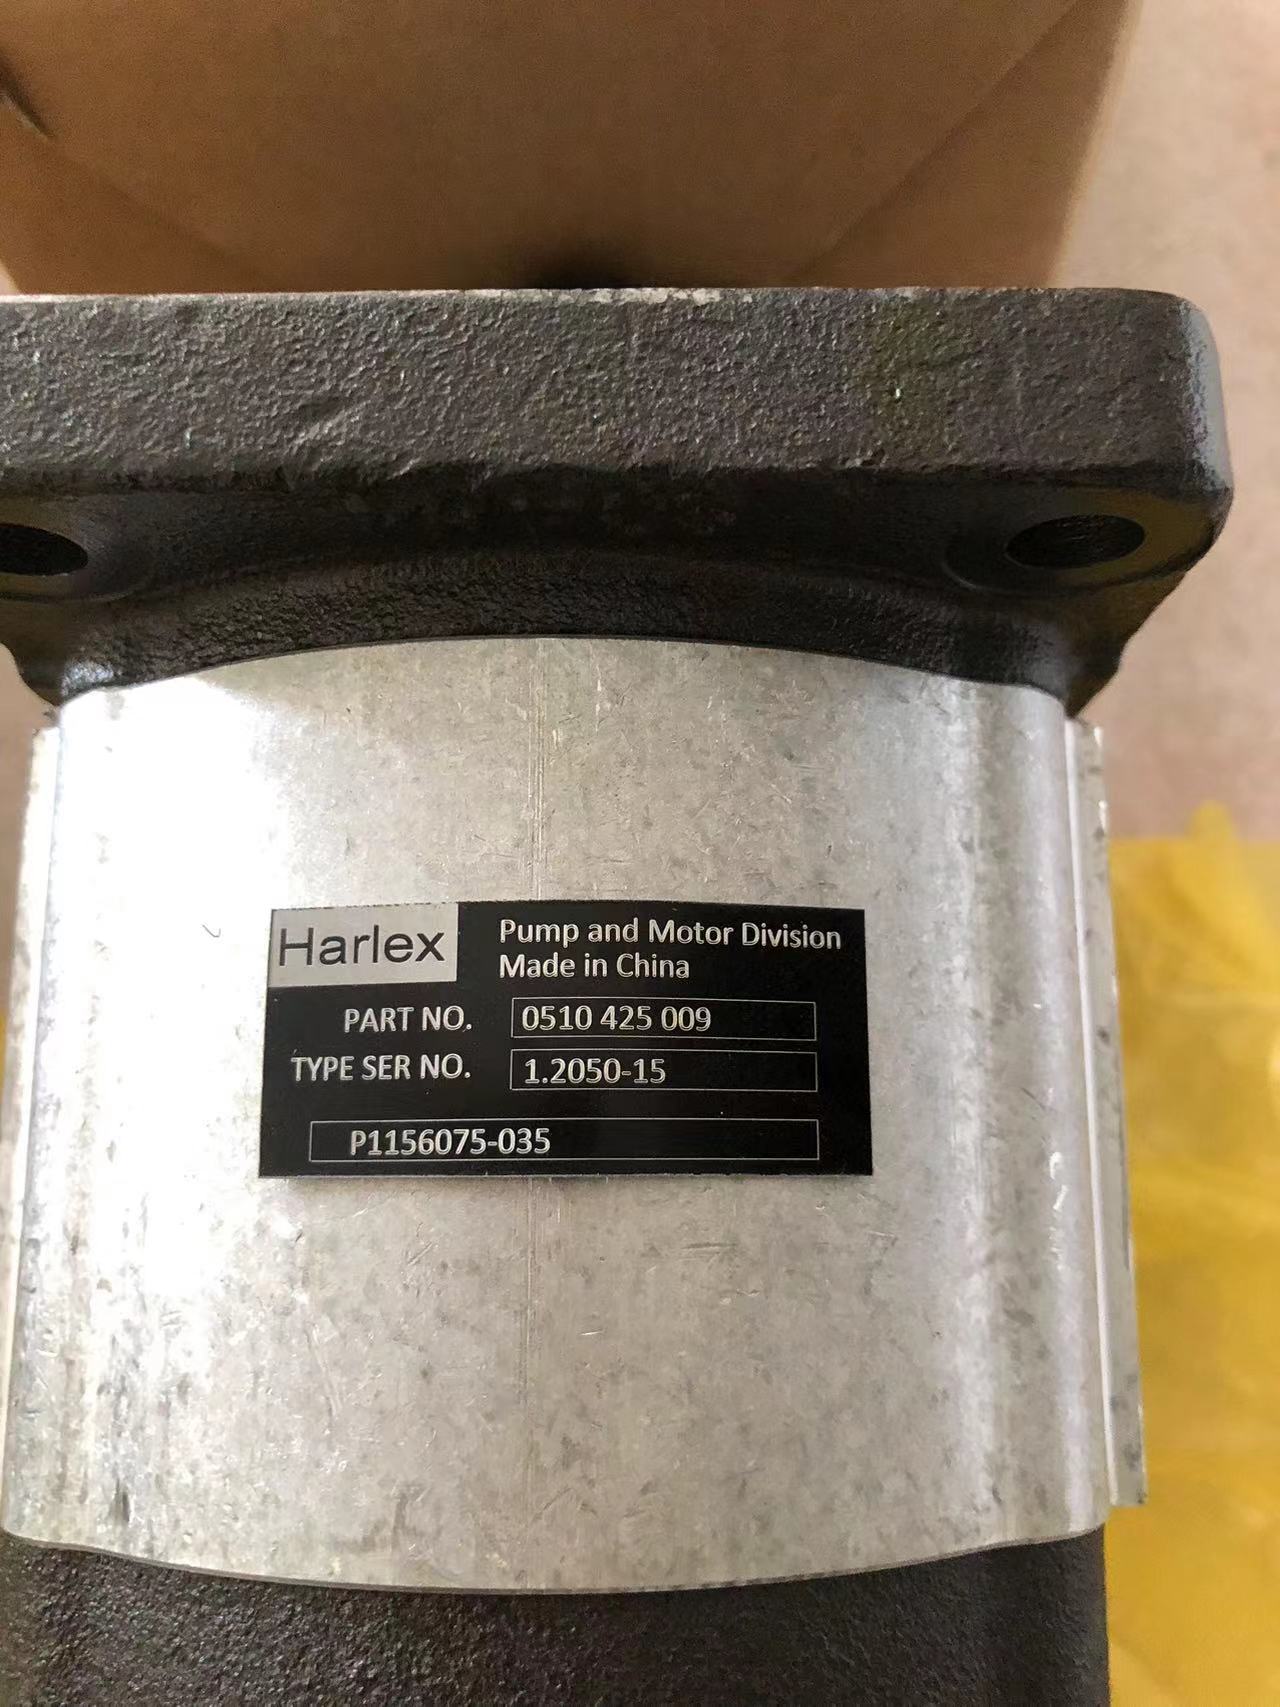 Harlex
Pump and Motor Division
Made in China
PART NO. 0510 425 009
TYPE SER NO. 1.2050-15
P1156075-035